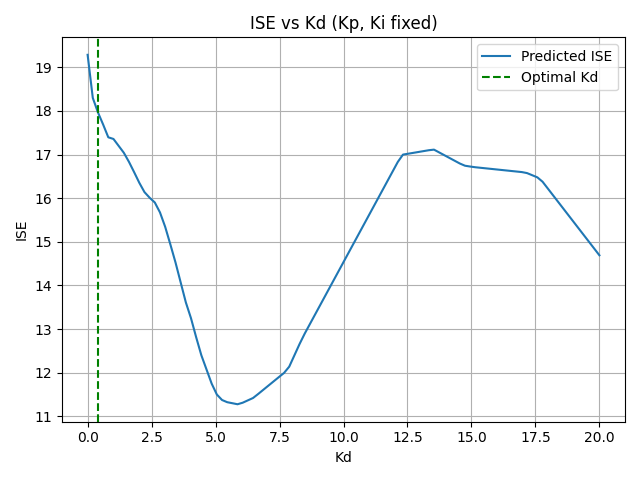 ISE vs Kd (Kp, Ki fixed)
Predicted ISE
Optimal Kd
19
18
17
16
15
14
13
12
11
ISE
0.0 2.5 5.0 7.5 10.0 12.5 15.0 17.5 20.0
Kd